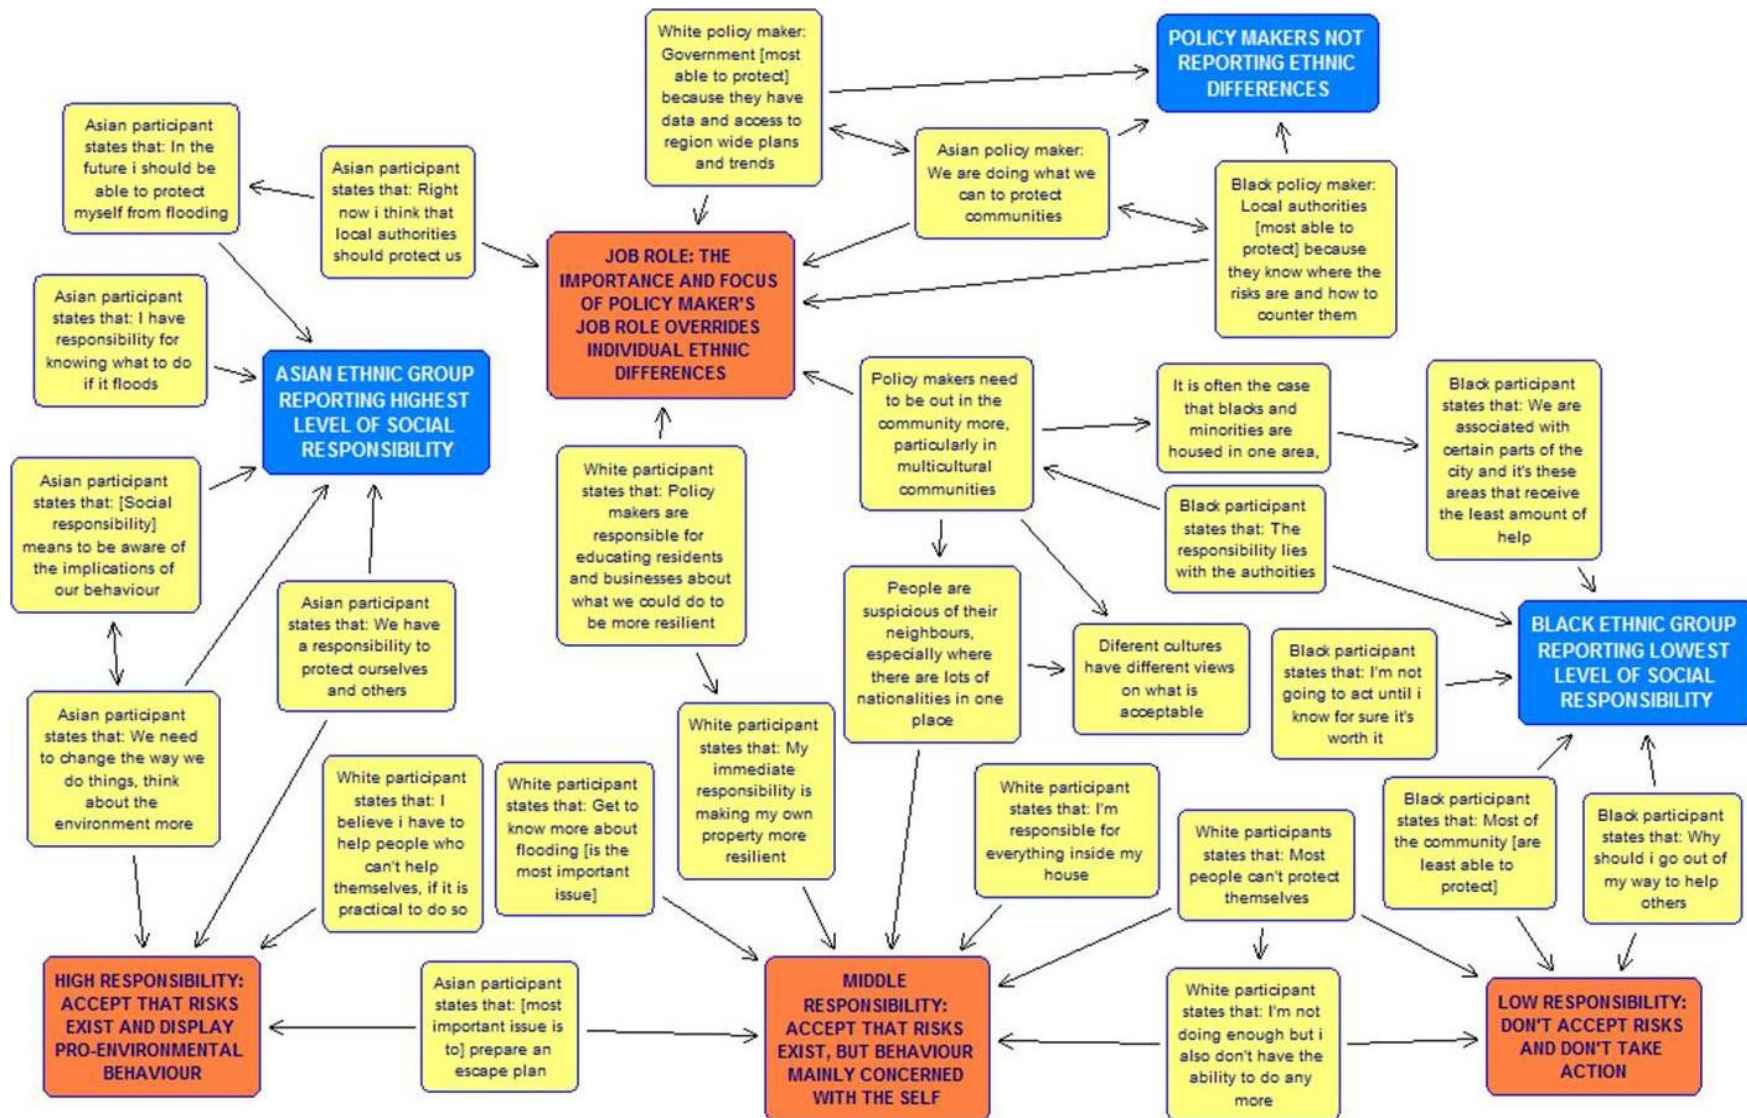 White policy maker:
Government [most
able to protect]
because they have
data and access to
region wide plans
and trends
POLICY MAKERS NOT
REPORTING ETHNIC
DIFFERENCES
Asian participant
states that: In the
future i should be
able to protect
myself from flooding
Asian participant
states that: Right
now i think that
local authorities
should protect us
Asian policy maker:
We are doing what we
can to protect
communities
Black policy maker:
Local authorities
[most able to
protect] because
they know where the
risks are and how to
counter them
JOB ROLE: THE
IMPORTANCE AND FOCUS
OF POLICY MAKER'S
JOB ROLE OVERRIDES
INDIVIDUAL ETHNIC
DIFFERENCES
Asian participant
states that: I have
responsibility for
knowing what to do
if it floods
ASIAN ETHNIC GROUP
REPORTING HIGHEST
LEVEL OF SOCIAL
RESPONSIBILITY
Policy makers need
to be out in the
community more,
particularly in
multicultural
communities
It is often the case
that blacks and
minorities are
housed in one area,
Black participant
states that: We are
associated with
certain parts of the
city and it's these
areas that receive
the least amount of
help
Asian participant
states that: [Social
responsibility]
means to be aware of
the implications of
our behaviour
White participant
states that: Policy
makers are
responsible for
educating residents
and businesses about
what we could do to
be more resilient
Black participant
states that: The
responsibility lies
with the authoities
Asian participant
states that: We have
a responsibility to
protect ourselves
and others
People are
suspicious of their
neighbours,
especially where
there are lots of
nationalities in one
place
Diferent cultures
have different views
on what is
acceptable
Black participant
states that: I'm not
going to act until i
know for sure it's
worth it
BLACK ETHNIC GROUP
REPORTING LOWEST
LEVEL OF SOCIAL
RESPONSIBILITY
Asian participant
states that: We need
to change the way we
do things, think
about the
environment more
White participant
states that: I
believe i have to
help people who
can't help
themselves, if it is
practical to do so
White participant
states that: Get to
know more about
flooding [is the
most important
issue]
White participant
states that: My
immediate
responsibility is
making my own
property more
resilient
White participant
states that: I'm
responsible for
everything inside my
house
White participants
states that: Most
people can't protect
themselves
Black participant
states that: Most of
the community [are
least able to
protect]
Black participant
states that: Why
should i go out of
my way to help
others
HIGH RESPONSIBILITY:
ACCEPT THAT RISKS
EXIST AND DISPLAY
PRO-ENVIRONMENTAL
BEHAVIOUR
Asian participant
states that: [most
important issue is
to] prepare an
escape plan
MIDDLE
RESPONSIBILITY:
ACCEPT THAT RISKS
EXIST, BUT BEHAVIOUR
MAINLY CONCERNED
WITH THE SELF
White participant
states that: I'm not
doing enough but i
also don't have the
ability to do any
more
LOW RESPONSIBILITY:
DON'T ACCEPT RISKS
AND DON'T TAKE
ACTION